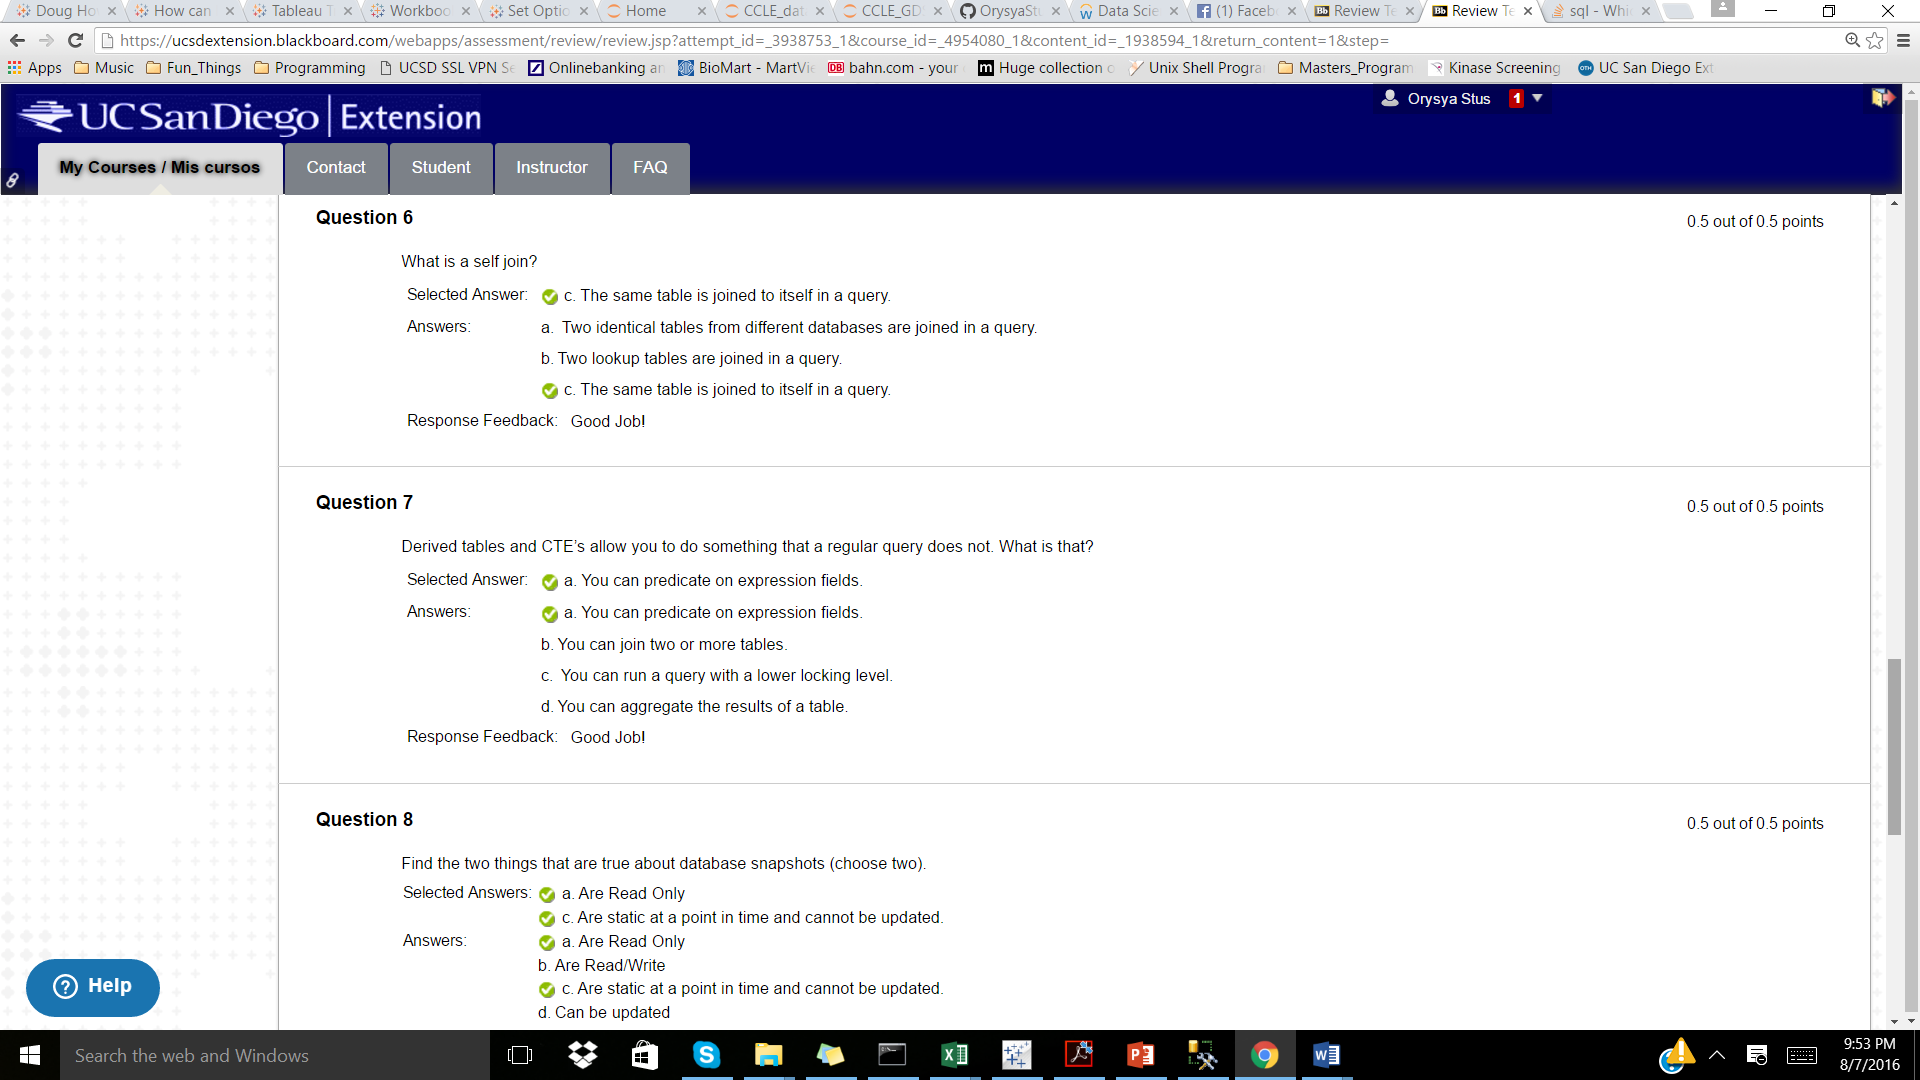 Doug Ho How can Tableau T Workboo Set Optio Home CCLE_dat CCLE_GD OrysyaStu Data Scie (1) Facebo Review Te Review Te sql - Whic
https://ucsdextension.blackboard.com/webapps/assessment/review/review.jsp?attempt_id=_3938753_1&course_id=_4954080_1&content_id=_1938594_1&return_content=1&step=
Apps Music Fun_Things Programming UCSD SSL VPN Se Onlinebanking an BioMart - MartVie bahn.com - your Huge collection o Unix Shell Progra Masters_Program Kinase Screening UC San Diego Ext
UC San Diego | Extension
Orysya Stus 1
My Courses / Mis cursos Contact Student Instructor FAQ
Question 6
0.5 out of 0.5 points
What is a self join?
Selected Answer: c. The same table is joined to itself in a query.
Answers: a. Two identical tables from different databases are joined in a query.
b. Two lookup tables are joined in a query.
c. The same table is joined to itself in a query.
Response Feedback: Good Job!
Question 7
0.5 out of 0.5 points
Derived tables and CTE’s allow you to do something that a regular query does not. What is that?
Selected Answer: a. You can predicate on expression fields.
Answers: a. You can predicate on expression fields.
b. You can join two or more tables.
c. You can run a query with a lower locking level.
d. You can aggregate the results of a table.
Response Feedback: Good Job!
Question 8
0.5 out of 0.5 points
Find the two things that are true about database snapshots (choose two).
Selected Answers: a. Are Read Only
c. Are static at a point in time and cannot be updated.
Answers: a. Are Read Only
b. Are Read/Write
c. Are static at a point in time and cannot be updated.
d. Can be updated
Help
Search the web and Windows
9:53 PM
8/7/2016